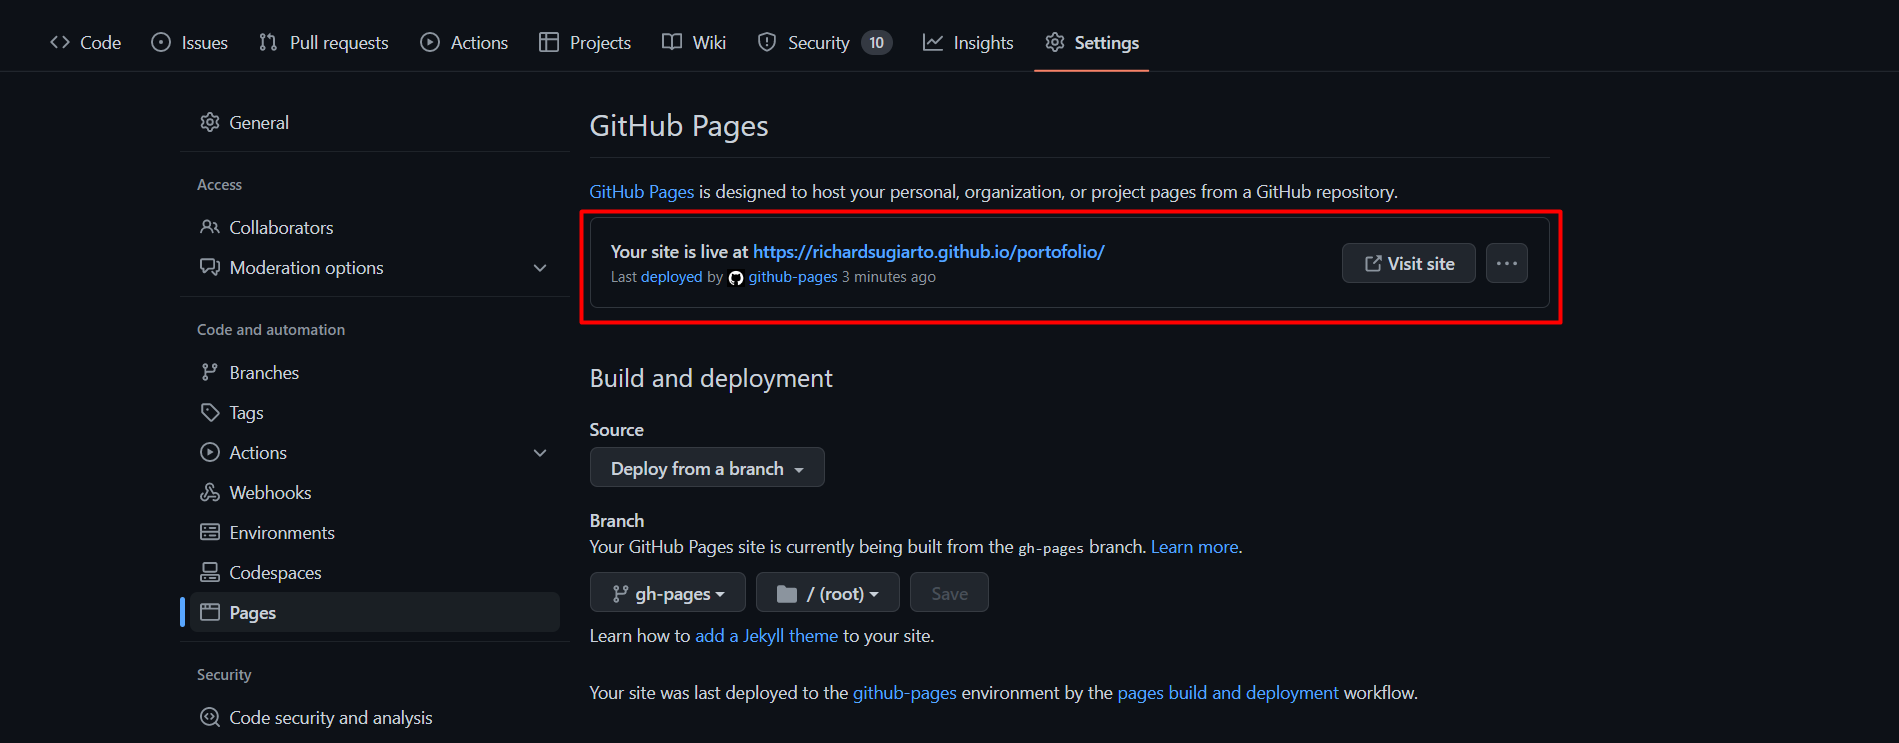 Code Issues Pull requests Actions Projects Wiki Security 10 Insights Settings
General
Access
Collaborators
Moderation options
Code and automation
Branches
Tags
Actions
Webhooks
Environments
Codespaces
Pages
Security
Code security and analysis
GitHub Pages
GitHub Pages is designed to host your personal, organization, or project pages from a GitHub repository.
Your site is live at https://richardsugiarto.github.io/portofolio/
Last deployed by github-pages 3 minutes ago
Visit site
Build and deployment
Source
Deploy from a branch
Branch
Your GitHub Pages site is currently being built from the gh-pages branch. Learn more.
gh-pages / (root) Save
Learn how to add a Jekyll theme to your site.
Your site was last deployed to the github-pages environment by the pages build and deployment workflow.